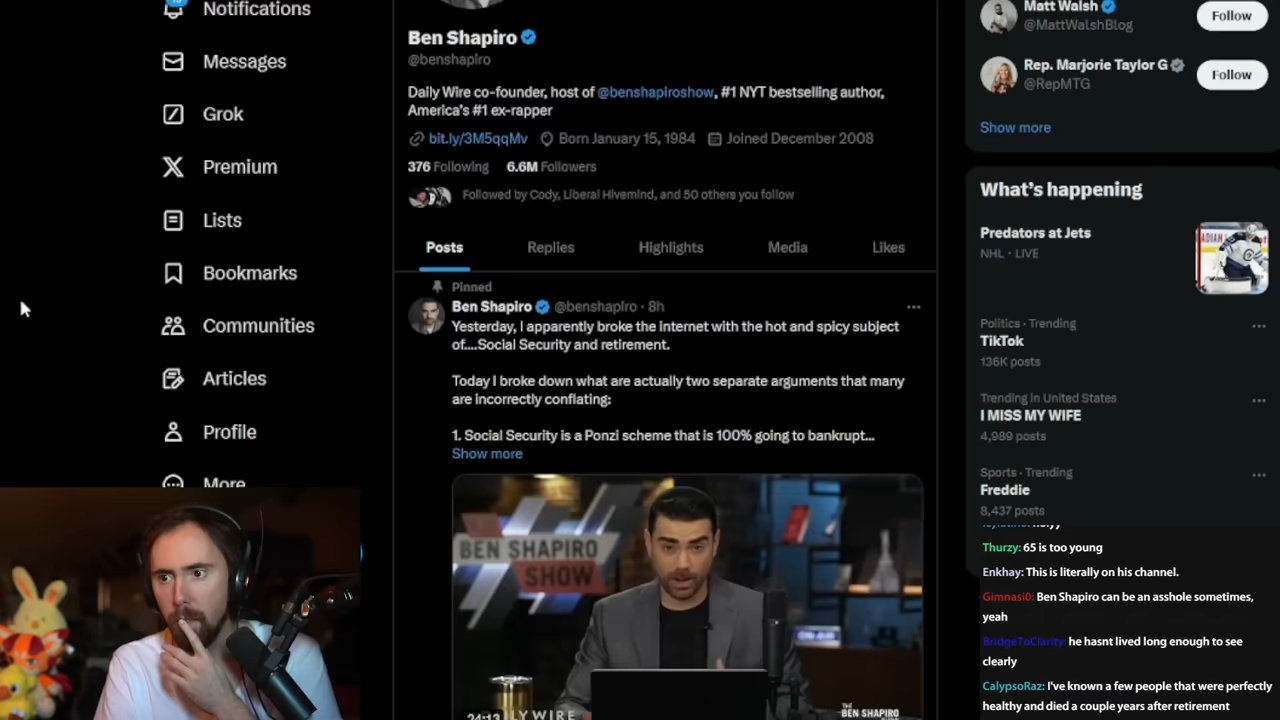 Notifications
Messages
Grok
Premium
Lists
Bookmarks
Communities
Articles
Profile
More
Ben Shapiro
@benshapiro
Daily Wire co-founder, host of @benshapiroshow, #1 NYT bestselling author,
America's #1 ex-rapper
bit.ly/3M5qqMv Born January 15, 1984 Joined December 2008
376 Following 6.6M Followers
Followed by Cody, Liberal Hivemind, and 50 others you follow
Posts Replies Highlights Media Likes
Pinned
Ben Shapiro @benshapiro · 8h
Yesterday, I apparently broke the internet with the hot and spicy subject
of....Social Security and retirement.
Today I broke down what are actually two separate arguments that many
are incorrectly conflating:
1. Social Security is a Ponzi scheme that is 100% going to bankrupt...
Show more
BEN SHAPIRO
SHOW
ON-AIR
24:13
LY WIRE
THE
BEN SHAPIRO
Matt Walsh
@MattWalshBlog
Follow
Rep. Marjorie Taylor G
@RepMTG
Follow
Show more
What's happening
Predators at Jets
NHL · LIVE
Politics · Trending
TikTok
136K posts
Trending in United States
I MISS MY WIFE
4,989 posts
Sports · Trending
Freddie
8,437 posts
Thurzy: 65 is too young
Enkhay: This is literally on his channel.
Gimnasi0: Ben Shapiro can be an asshole sometimes,
yeah
BridgeToClarity: he hasnt lived long enough to see
clearly
CalypsoRaz: I've known a few people that were perfectly
healthy and died a couple years after retirement